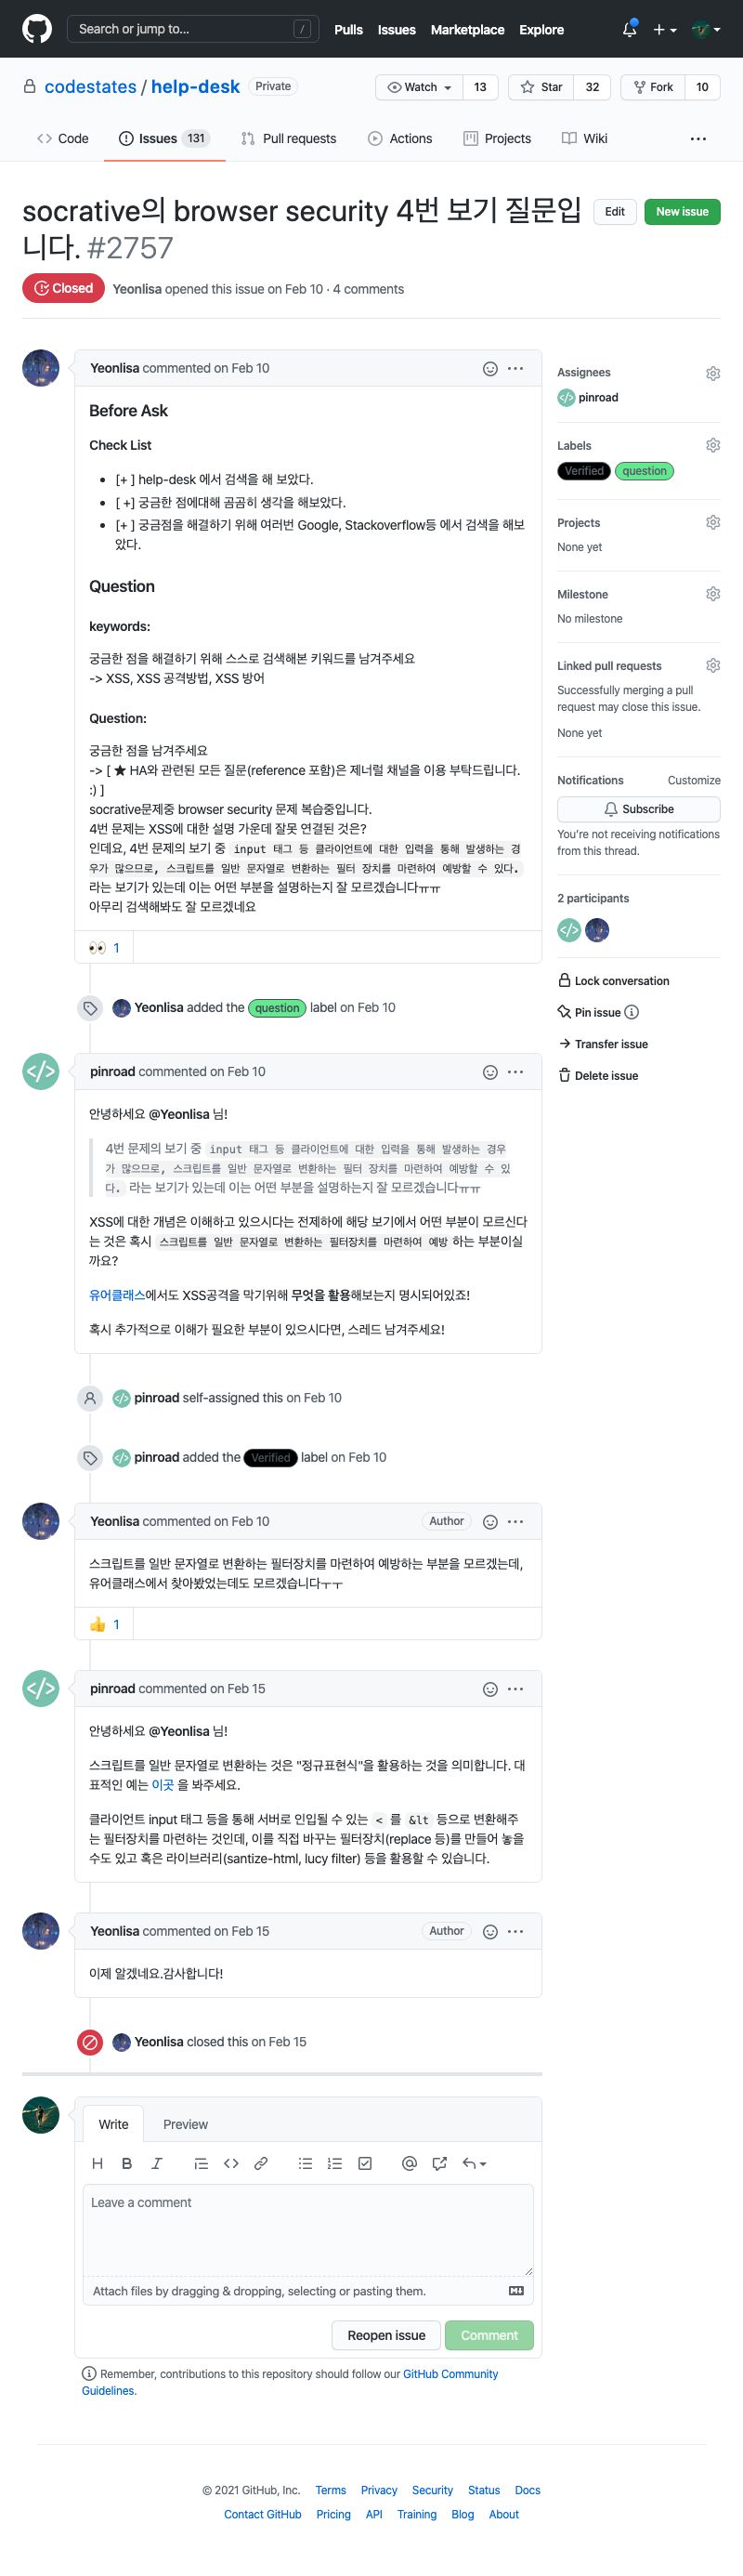 Search or jump to... /
Pulls Issues Marketplace Explore
codestates / help-desk Private
Watch 13 Star 32 Fork 10
Code Issues 131 Pull requests Actions Projects Wiki
socrative의 browser security 4번 보기 질문입
니다. #2757
Edit New issue
Closed Yeonlisa opened this issue on Feb 10 · 4 comments
Yeonlisa commented on Feb 10
Before Ask
Check List
[+ ] help-desk 에서 검색을 해 보았다.
[ +] 궁금한 점에대해 곰곰히 생각을 해보았다.
[+ ] 궁금점을 해결하기 위해 여러번 Google, Stackoverflow등 에서 검색을 해보
았다.
Question
keywords:
궁금한 점을 해결하기 위해 스스로 검색해본 키워드를 남겨주세요
-> XSS, XSS 공격방법, XSS 방어
Question:
궁금한 점을 남겨주세요
-> [ ★ HA와 관련된 모든 질문(reference 포함)은 제너럴 채널을 이용 부탁드립니다.
:) ]
socrative문제중 browser security 문제 복습중입니다.
4번 문제는 XSS에 대한 설명 가운데 잘못 연결된 것은?
인데요, 4번 문제의 보기 중 input 태그 등 클라이언트에 대한 입력을 통해 발생하는 경
우가 많으므로, 스크립트를 일반 문자열로 변환하는 필터 장치를 마련하여 예방할 수 있다.
라는 보기가 있는데 이는 어떤 부분을 설명하는지 잘 모르겠습니다ㅠㅠ
아무리 검색해봐도 잘 모르겠네요
👀 1
Yeonlisa added the question label on Feb 10
pinroad commented on Feb 10
안녕하세요 @Yeonlisa 님!
4번 문제의 보기 중 input 태그 등 클라이언트에 대한 입력을 통해 발생하는 경우
가 많으므로, 스크립트를 일반 문자열로 변환하는 필터 장치를 마련하여 예방할 수 있
다. 라는 보기가 있는데 이는 어떤 부분을 설명하는지 잘 모르겠습니다ㅠㅠ
XSS에 대한 개념은 이해하고 있으시다는 전제하에 해당 보기에서 어떤 부분이 모르신다
는 것은 혹시 스크립트를 일반 문자열로 변환하는 필터장치를 마련하여 예방 하는 부분이실
까요?
유어클래스에서도 XSS공격을 막기위해 무엇을 활용해보는지 명시되어있죠!
혹시 추가적으로 이해가 필요한 부분이 있으시다면, 스레드 남겨주세요!
pinroad self-assigned this on Feb 10
pinroad added the Verified label on Feb 10
Yeonlisa commented on Feb 10 Author
스크립트를 일반 문자열로 변환하는 필터장치를 마련하여 예방하는 부분을 모르겠는데,
유어클래스에서 찾아봤었는데도 모르겠습니다ㅜㅜ
👍 1
pinroad commented on Feb 15
안녕하세요 @Yeonlisa 님!
스크립트를 일반 문자열로 변환하는 것은 "정규표현식"을 활용하는 것을 의미합니다. 대
표적인 예는 이곳 을 봐주세요.
클라이언트 input 태그 등을 통해 서버로 인입될 수 있는 < 를 &lt 등으로 변환해주
는 필터장치를 마련하는 것인데, 이를 직접 바꾸는 필터장치(replace 등)를 만들어 놓을
수도 있고 혹은 라이브러리(santize-html, lucy filter) 등을 활용할 수 있습니다.
Yeonlisa commented on Feb 15 Author
이제 알겠네요.감사합니다!
Yeonlisa closed this on Feb 15
Write Preview
Leave a comment
Attach files by dragging & dropping, selecting or pasting them.
Reopen issue Comment
Remember, contributions to this repository should follow our GitHub Community
Guidelines.
Assignees
pinroad
Labels
Verified question
Projects
None yet
Milestone
No milestone
Linked pull requests
Successfully merging a pull
request may close this issue.
None yet
Notifications Customize
Subscribe
You're not receiving notifications
from this thread.
2 participants
Lock conversation
Pin issue
Transfer issue
Delete issue
© 2021 GitHub, Inc. Terms Privacy Security Status Docs
Contact GitHub Pricing API Training Blog About